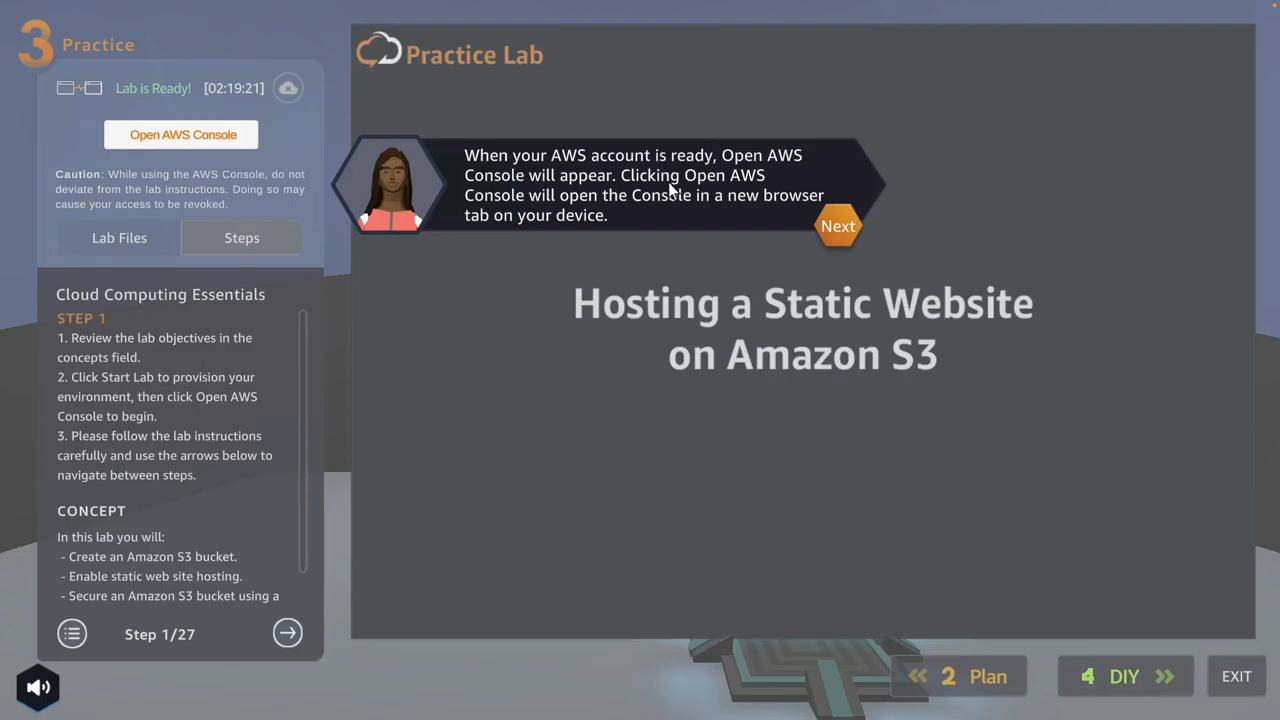 3 Practice
Lab is Ready! [02:19:21]
Open AWS Console
Caution: While using the AWS Console, do not
deviate from the lab instructions. Doing so may
cause your access to be revoked.
Lab Files
Steps
Cloud Computing Essentials
STEP 1
1. Review the lab objectives in the
concepts field.
2. Click Start Lab to provision your
environment, then click Open AWS
Console to begin.
3. Please follow the lab instructions
carefully and use the arrows below to
navigate between steps.
CONCEPT
In this lab you will:
- Create an Amazon S3 bucket.
- Enable static web site hosting.
- Secure an Amazon S3 bucket using a
Step 1/27
Practice Lab
When your AWS account is ready, Open AWS
Console will appear. Clicking Open AWS
Console will open the Console in a new browser
tab on your device.
Next
Hosting a Static Website
on Amazon S3
2 Plan
4 DIY
EXIT